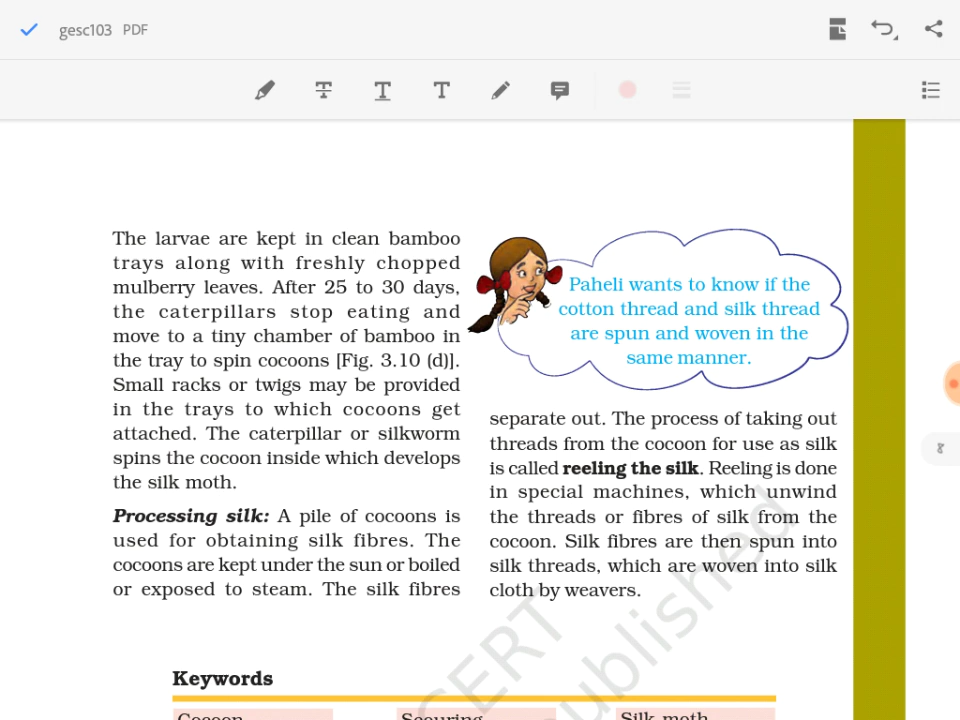 gesc103 PDF
The larvae are kept in clean bamboo
trays along with freshly chopped
mulberry leaves. After 25 to 30 days,
the caterpillars stop eating and
move to a tiny chamber of bamboo in
the tray to spin cocoons [Fig. 3.10 (d)].
Small racks or twigs may be provided
in the trays to which cocoons get
attached. The caterpillar or silkworm
spins the cocoon inside which develops
the silk moth.
Processing silk: A pile of cocoons is
used for obtaining silk fibres. The
cocoons are kept under the sun or boiled
or exposed to steam. The silk fibres
Paheli wants to know if the
cotton thread and silk thread
are spun and woven in the
same manner.
separate out. The process of taking out
threads from the cocoon for use as silk
is called reeling the silk. Reeling is done
in special machines, which unwind
the threads or fibres of silk from the
cocoon. Silk fibres are then spun into
silk threads, which are woven into silk
cloth by weavers.
Keywords
Cocoon
Scouring
Silk moth